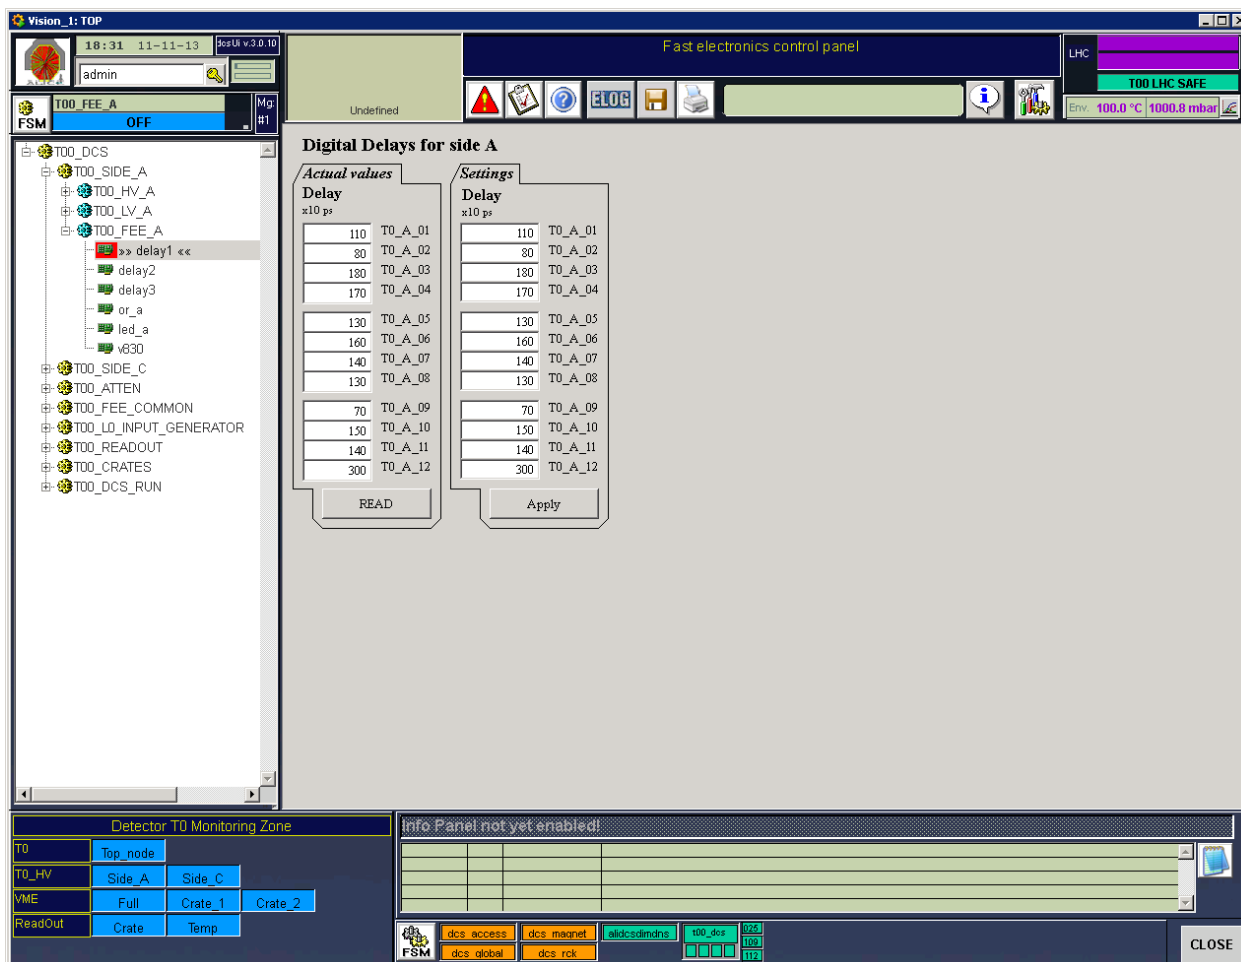 Vision_1: TOP
18:31 11-11-13 dcsUi v.3.0.10
admin
Fast electronics control panel
LHC
T00 LHC SAFE
Undefined
ELOG
Env. 100.0 °C 1000.8 mbar
FSM
T00_FEE_A
OFF
Mg:
#1
T00_DCS
T00_SIDE_A
T00_HV_A
T00_LV_A
T00_FEE_A
»» delay1 ««
delay2
delay3
or_a
led_a
v830
T00_SIDE_C
T00_ATTEN
T00_FEE_COMMON
T00_L0_INPUT_GENERATOR
T00_READOUT
T00_CRATES
T00_DCS_RUN
Digital Delays for side A
Actual values
Delay
x10 ps
110 T0_A_01
80 T0_A_02
180 T0_A_03
170 T0_A_04
130 T0_A_05
160 T0_A_06
140 T0_A_07
130 T0_A_08
70 T0_A_09
150 T0_A_10
140 T0_A_11
300 T0_A_12
READ
Settings
Delay
x10 ps
110 T0_A_01
80 T0_A_02
180 T0_A_03
170 T0_A_04
130 T0_A_05
160 T0_A_06
140 T0_A_07
130 T0_A_08
70 T0_A_09
150 T0_A_10
140 T0_A_11
300 T0_A_12
Apply
Detector T0 Monitoring Zone
T0 Top_node
T0_HV Side_A Side_C
VME Full Crate_1 Crate_2
ReadOut Crate Temp
Info Panel not yet enabled!
FSM
dcs_access dcs_magnet alidcsdimdns t00_dcs
dcs_global dcs_rck
025
109
112
CLOSE